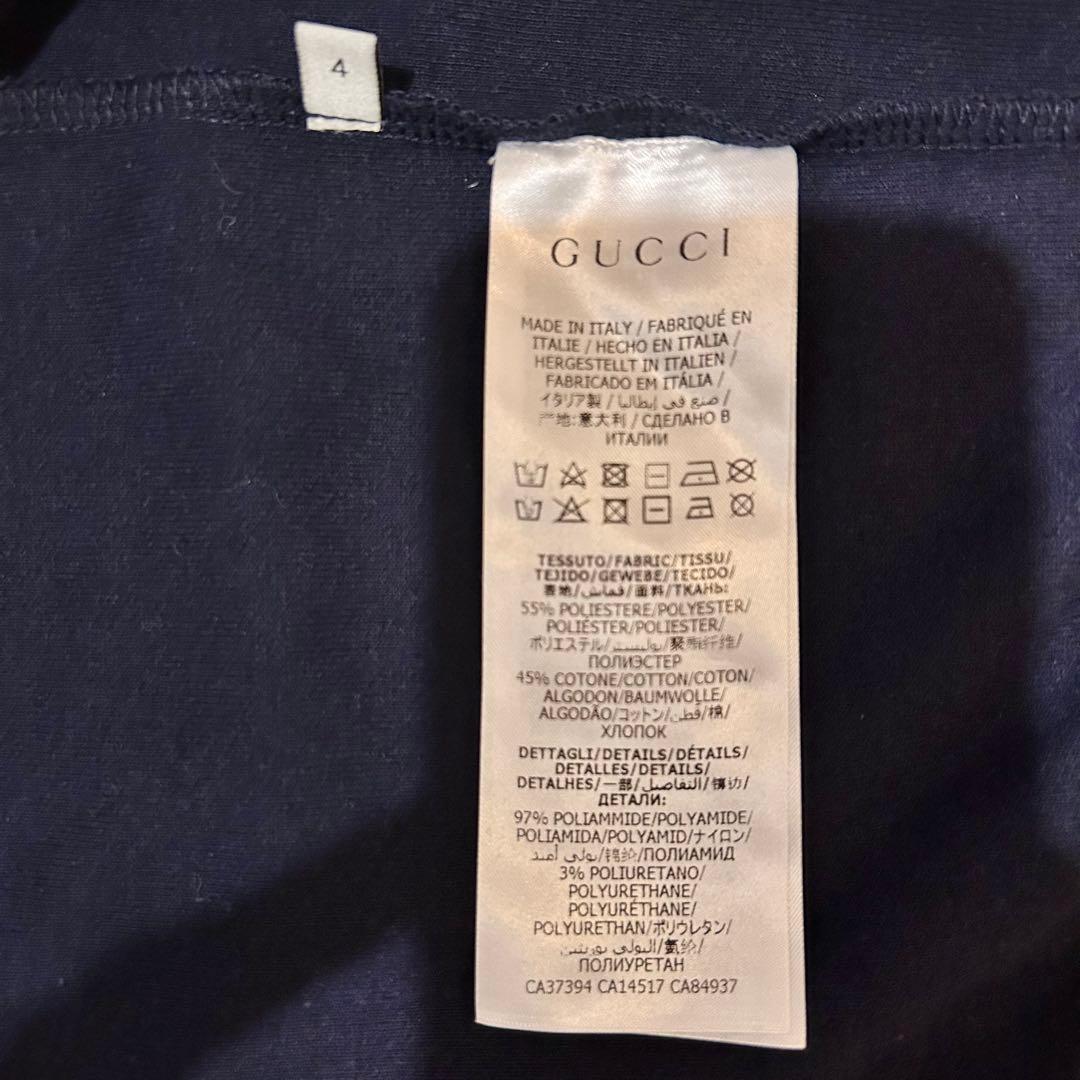 4
GUCCI
MADE IN ITALY / FABRIQUÉ EN
ITALIE / HECHO EN ITALIA /
HERGESTELLT IN ITALIEN /
FABRICADO EM ITÁLIA /
イタリア製 / صنع في إيطاليا /
产地:意大利 / СДЕЛАНО В
ИТАЛИИ
TESSUTO/FABRIC/TISSU/
TEJIDO/GEWEBE/TECIDO/
表地/قماش/面料/ТКАНЬ:
55% POLIESTERE/POLYESTER/
POLIÉSTER/POLIESTER/
ポリエステル/بوليستر/聚酯纤维/
ПОЛИЭСТЕР
45% COTONE/COTTON/COTON/
ALGODON/BAUMWOLLE/
ALGODÃO/コットン/قطن/棉/
ХЛОПОК
DETTAGLI/DETAILS/DÉTAILS/
DETALLES/DETAILS/
DETALHES/一部/التفاصيل/镶边/
ДЕТАЛИ:
97% POLIAMMIDE/POLYAMIDE/
POLIAMIDA/POLYAMID/ナイロン/
بولي أميد/锦纶/ПОЛИАМИД
3% POLIURETANO/
POLYURETHANE/
POLYURÉTHANE/
POLYURETHAN/ポリウレタン/
البولي يوريثين/氨纶/
ПОЛИУРЕТАН
CA37394 CA14517 CA84937